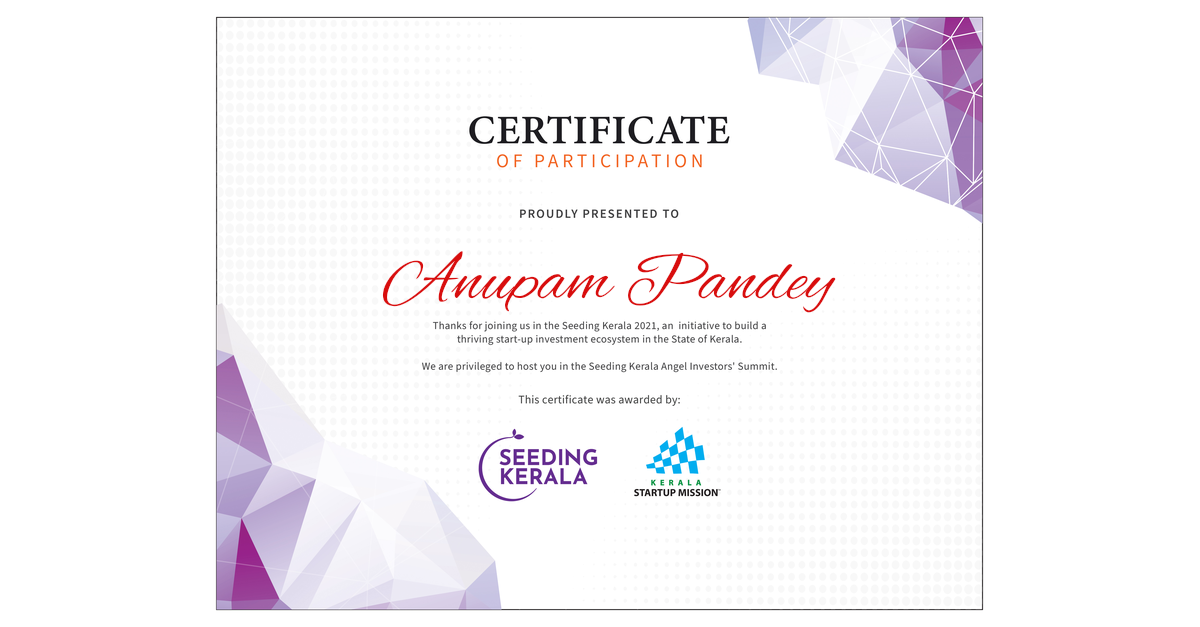 CERTIFICATE
OF PARTICIPATION
PROUDLY PRESENTED TO
Anupam Pandey
Thanks for joining us in the Seeding Kerala 2021, an initiative to build a
thriving start-up investment ecosystem in the State of Kerala.
We are privileged to host you in the Seeding Kerala Angel Investors' Summit.
This certificate was awarded by:
SEEDING
KERALA
KERALA
STARTUP MISSION